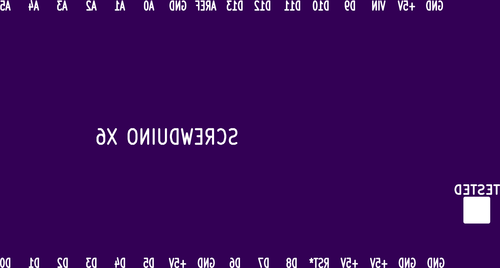 GND +5V VIN D9 D10 D11 D12 D13 AREF GND A0 A1 A2 A3 A4 A5
SCREWDUINO X6
TESTED
GND GND +5V +5V RST* D8 D7 D6 GND +5V D5 D4 D3 D2 D1 D0